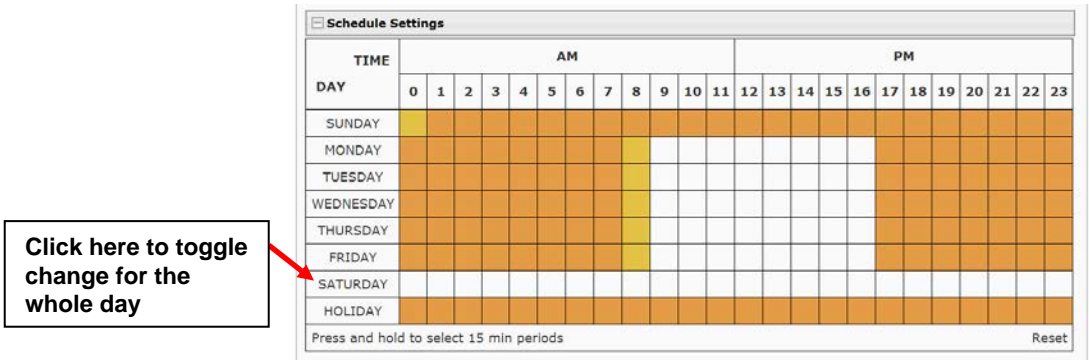 Schedule Settings
TIME AM PM
DAY 0 1 2 3 4 5 6 7 8 9 10 11 12 13 14 15 16 17 18 19 20 21 22 23
SUNDAY
MONDAY
TUESDAY
WEDNESDAY
THURSDAY
FRIDAY
SATURDAY
HOLIDAY
Press and hold to select 15 min periods Reset
Click here to toggle
change for the
whole day